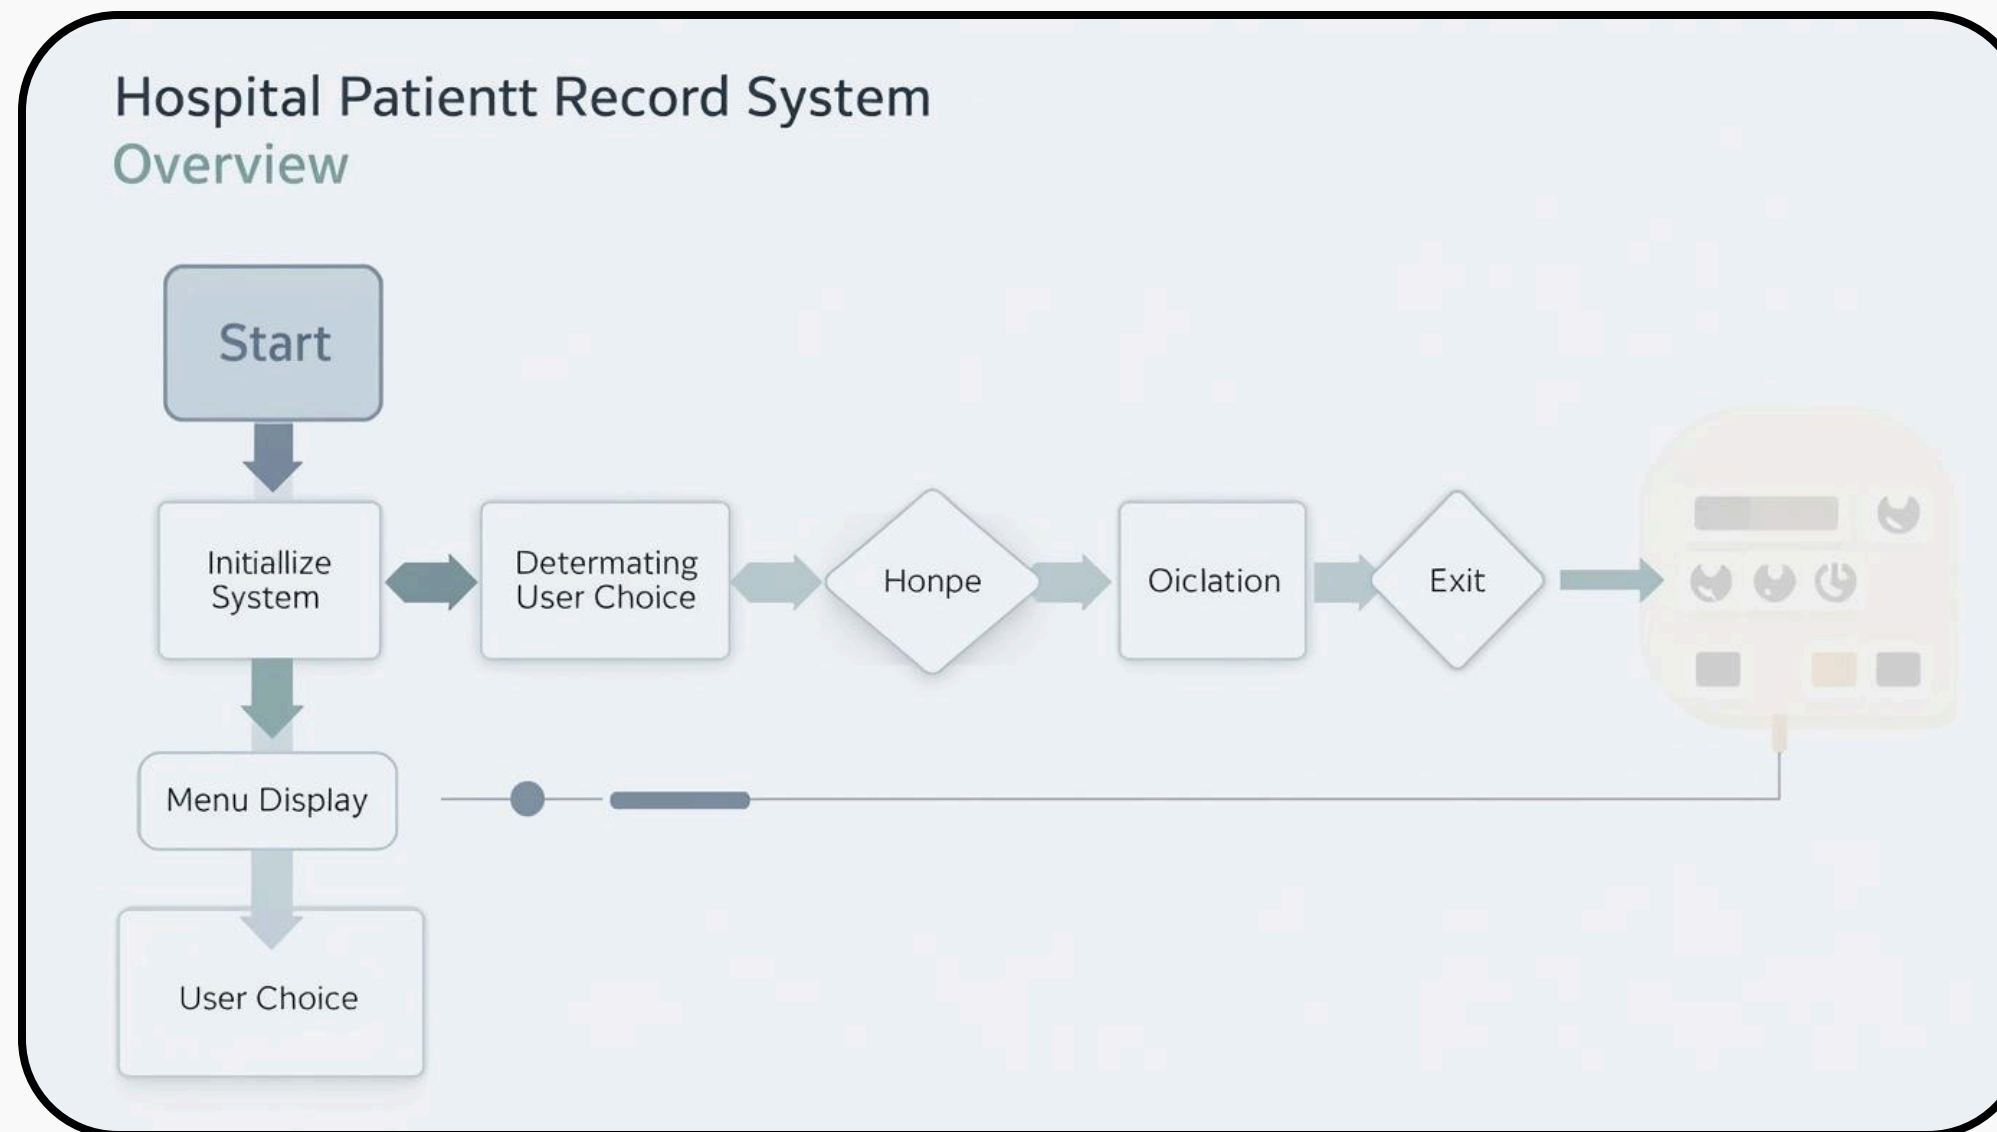 Hospital Patientt Record System
Overview
Start
Initiallize
System
Determating
User Choice
Honpe
Oiclation
Exit
Menu Display
User Choice